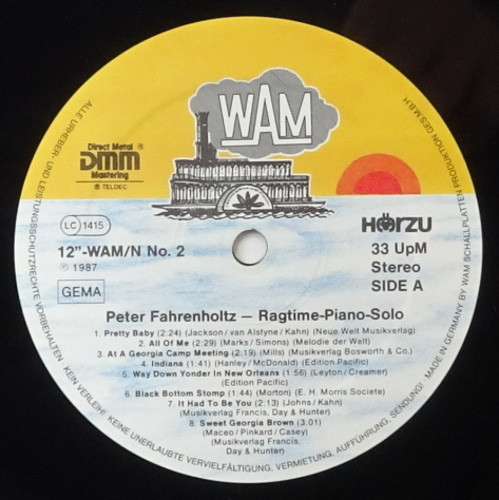 WAM
Direct Metal ®
DMM
Mastering
® TELDEC
HÖRZU
LC 1415
12"-WAM/N No. 2
℗ 1987
GEMA
33 UpM
Stereo
SIDE A
Peter Fahrenholtz — Ragtime-Piano-Solo
1. Pretty Baby (2:24) (Jackson/van Alstyne/Kahn) (Neue Welt Musikverlag)
2. All Of Me (2:29) (Marks/Simons) (Melodie der Welt)
3. At A Georgia Camp Meeting (2:19) (Mills) (Musikverlag Bosworth & Co.)
4. Indiana (1:41) (Hanley/McDonald) (Edition Pacific)
5. Way Down Yonder In New Orleans (1:56) (Leyton/Creamer)
(Edition Pacific)
6. Black Bottom Stomp (1:44) (Morton) (E. H. Morris Societe)
7. It Had To Be You (2:13) (Johns/Kahn)
(Musikverlag Francis, Day & Hunter)
8. Sweet Georgia Brown (3:01)
(Maceo/Pinkard/Casey)
(Musikverlag Francis,
Day & Hunter)
ALLE URHEBER- UND LEISTUNGSSCHUTZRECHTE VORBEHALTEN KEIN VERLEIH! KEINE UNERLAUBTE VERVIELFÄLTIGUNG, VERMIETUNG, AUFFÜHRUNG, SENDUNG! MADE IN GERMANY BY WAM SCHALLPLATTEN PRODUKTION GES.M.B.H